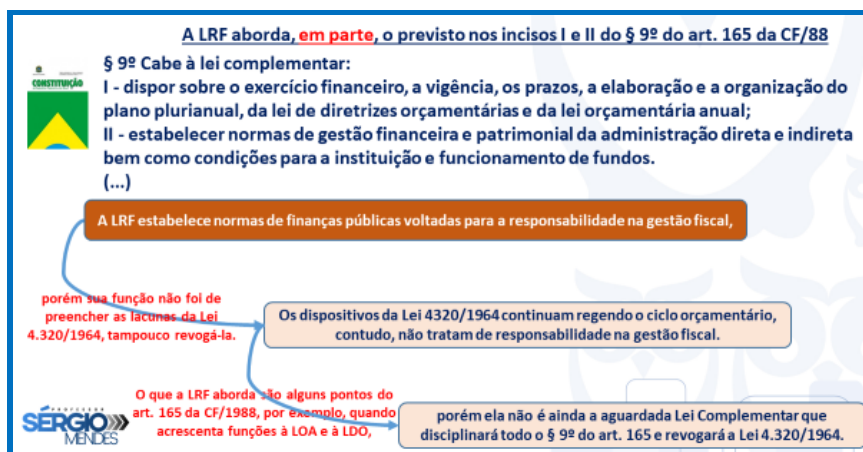 A LRF aborda, em parte, o previsto nos incisos I e II do § 9º do art. 165 da CF/88
CONSTITUIÇÃO
§ 9º Cabe à lei complementar:
I - dispor sobre o exercício financeiro, a vigência, os prazos, a elaboração e a organização do
plano plurianual, da lei de diretrizes orçamentárias e da lei orçamentária anual;
II - estabelecer normas de gestão financeira e patrimonial da administração direta e indireta
bem como condições para a instituição e funcionamento de fundos.
(...)
A LRF estabelece normas de finanças públicas voltadas para a responsabilidade na gestão fiscal,
porém sua função não foi de
preencher as lacunas da Lei
4.320/1964, tampouco revogá-la.
Os dispositivos da Lei 4320/1964 continuam regendo o ciclo orçamentário,
contudo, não tratam de responsabilidade na gestão fiscal.
O que a LRF aborda são alguns pontos do
art. 165 da CF/1988, por exemplo, quando
acrescenta funções à LOA e à LDO,
porém ela não é ainda a aguardada Lei Complementar que
disciplinará todo o § 9º do art. 165 e revogará a Lei 4.320/1964.
PROFESSOR
SÉRGIO
MENDES